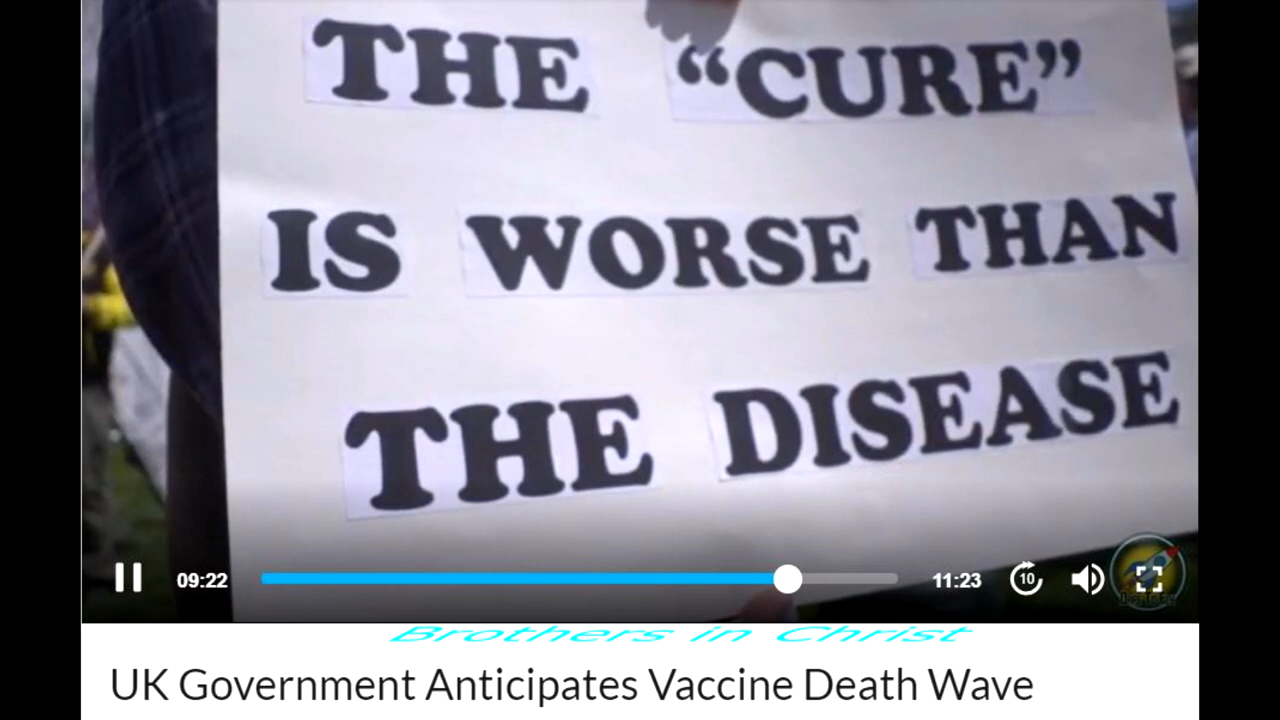 THE “CURE”
IS WORSE THAN
THE DISEASE
09:22
11:23
10
Brothers in Christ
UK Government Anticipates Vaccine Death Wave